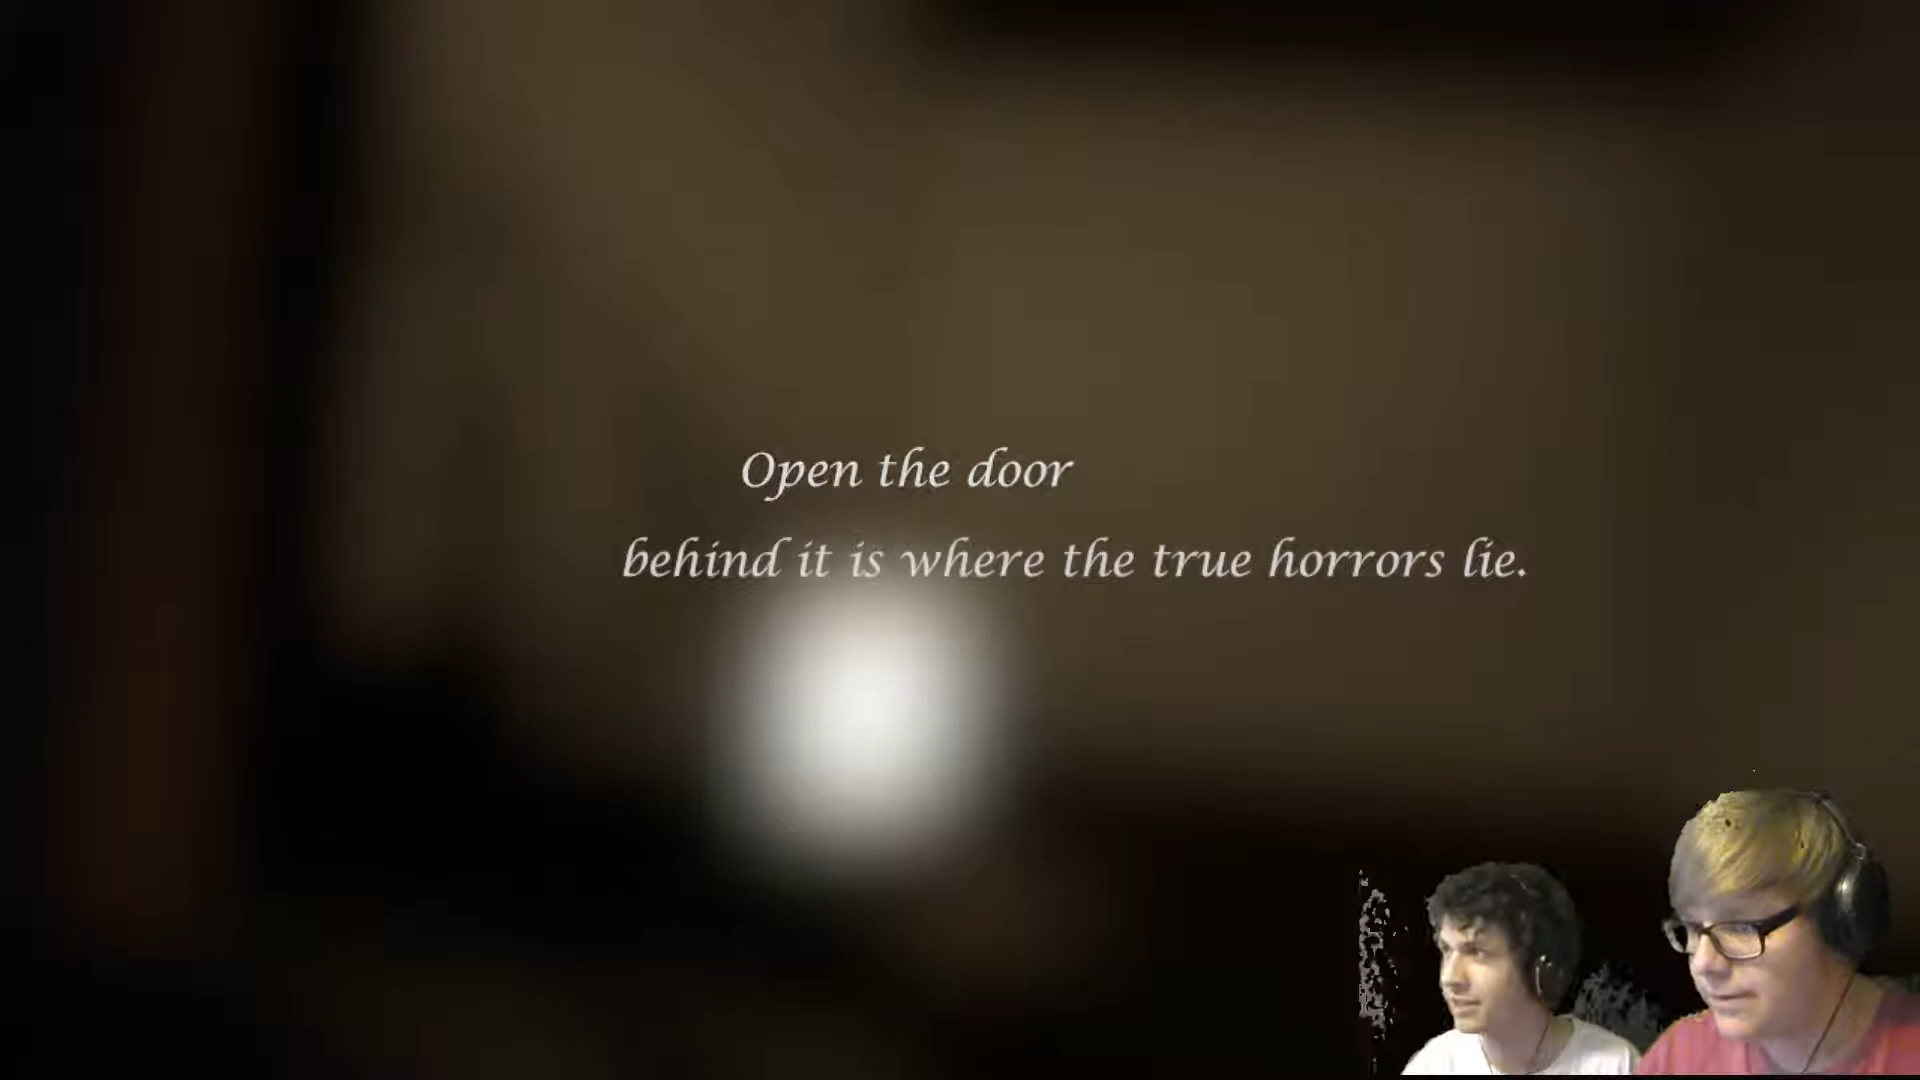 Open the door
behind it is where the true horrors lie.